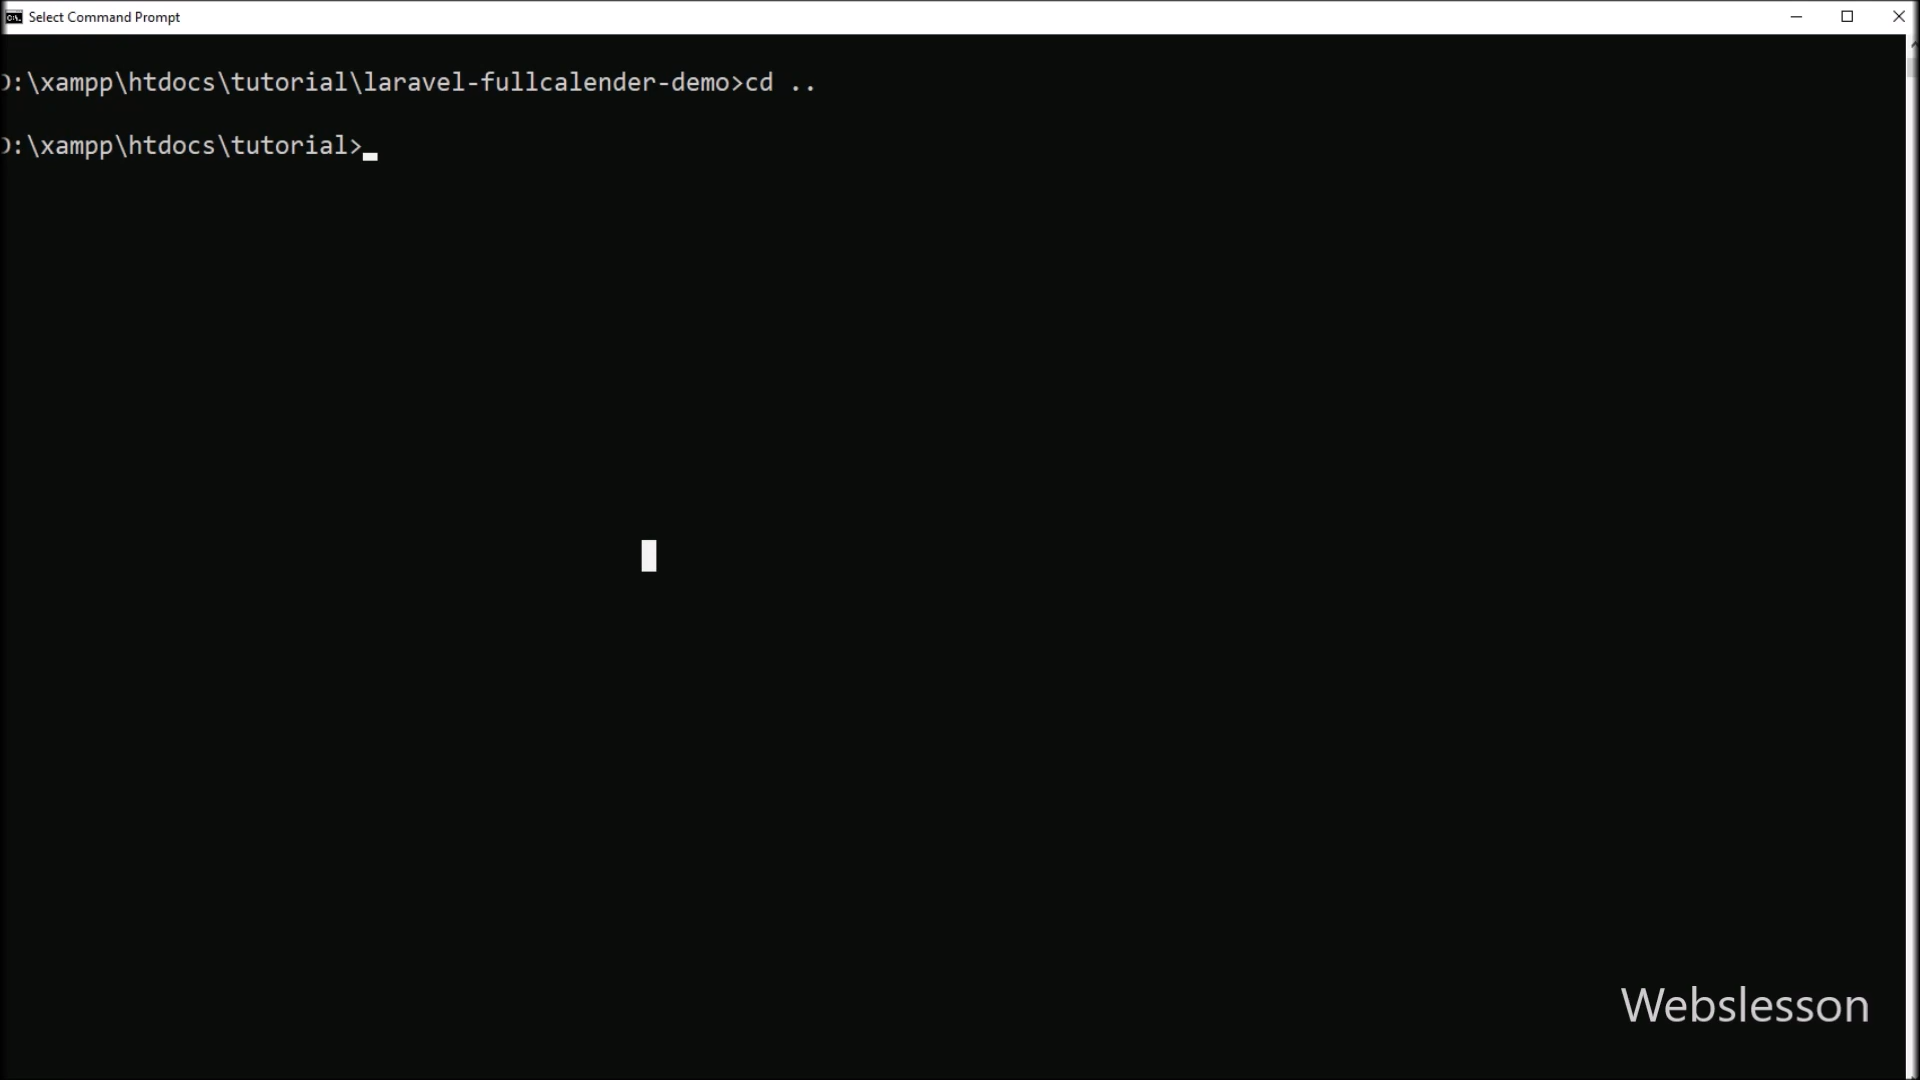 Select Command Prompt
D:\xampp\htdocs\tutorial\laravel-fullcalender-demo>cd ..
D:\xampp\htdocs\tutorial>
Webslesson